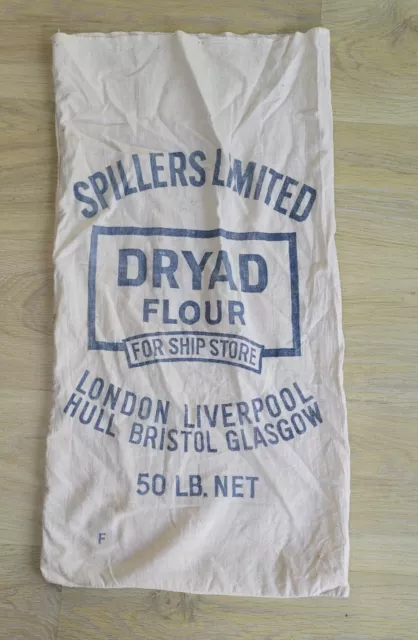 SPILLERS LIMITED
DRYAD
FLOUR
FOR SHIP STORE
LONDON LIVERPOOL
HULL BRISTOL GLASGOW
50 LB. NET
F